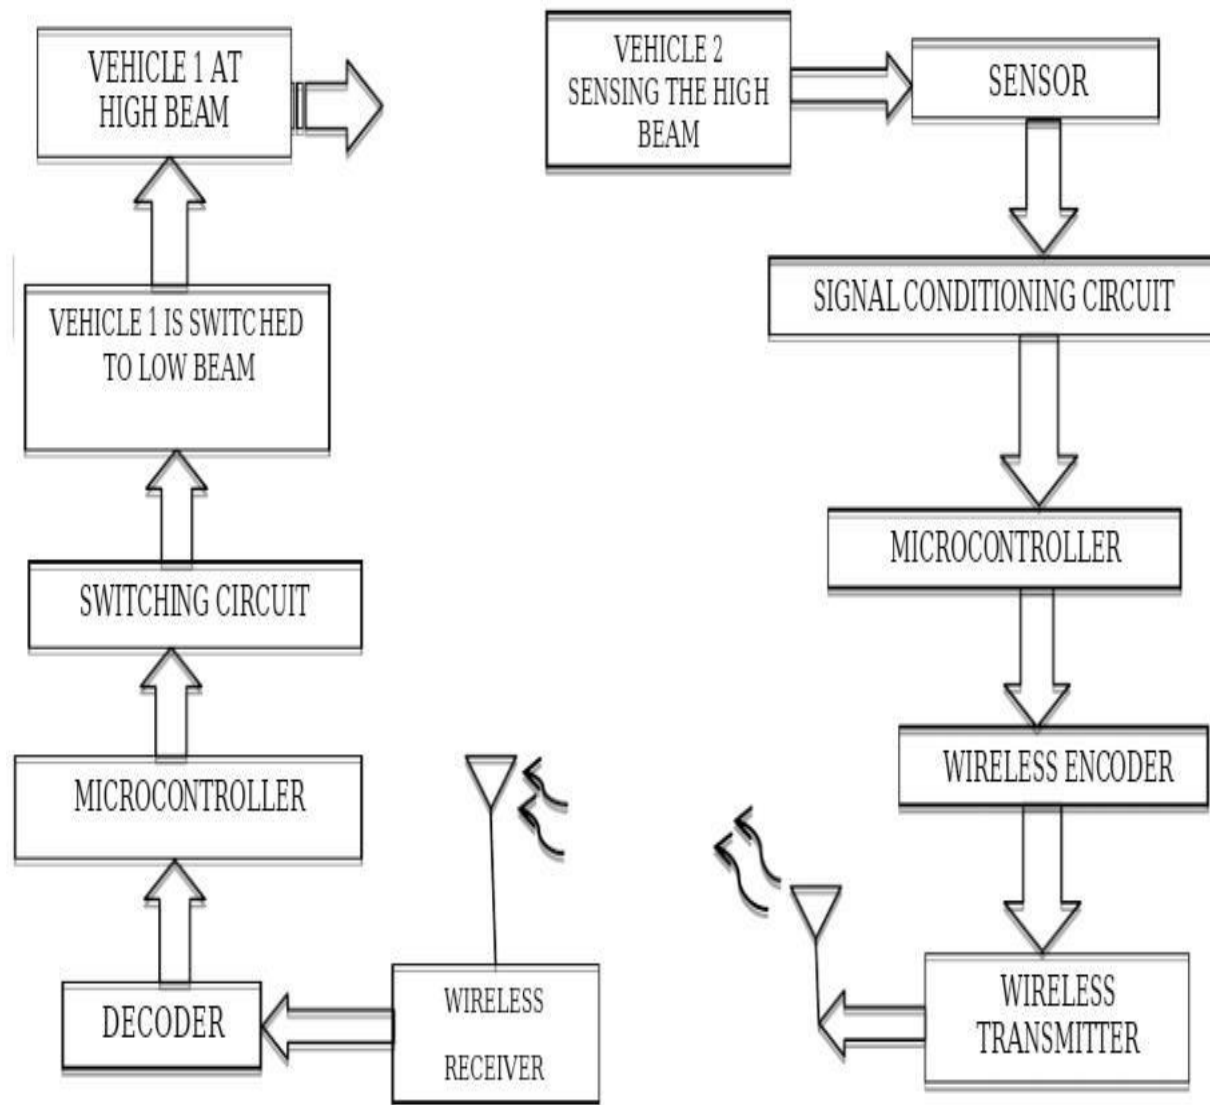 VEHICLE 1 AT
HIGH BEAM
VEHICLE 2
SENSING THE HIGH
BEAM
SENSOR
SIGNAL CONDITIONING CIRCUIT
VEHICLE 1 IS SWITCHED
TO LOW BEAM
MICROCONTROLLER
SWITCHING CIRCUIT
WIRELESS ENCODER
MICROCONTROLLER
WIRELESS
TRANSMITTER
WIRELESS
RECEIVER
DECODER